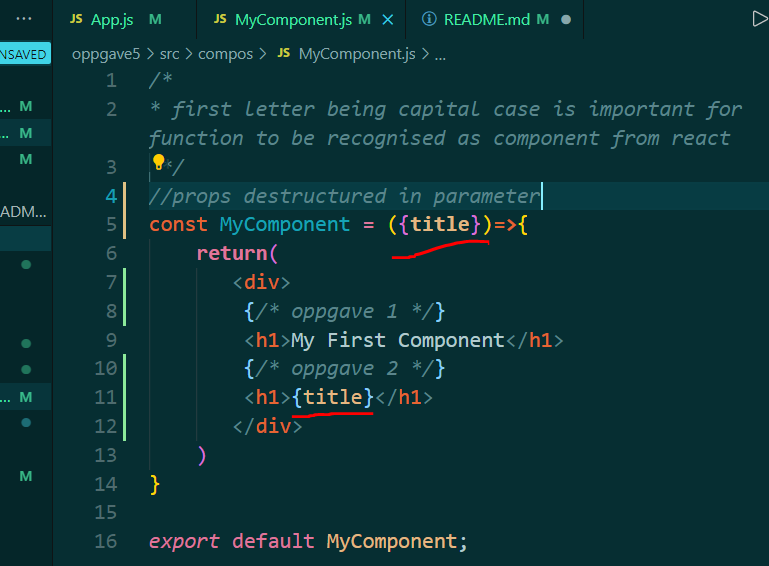 ... JS App.js M JS MyComponent.js M × README.md M ●
NSAVED oppgave5 > src > compos > JS MyComponent.js > ...
1 /*
... M 2 * first letter being capital case is important for
... M function to be recognised as component from react
M 3 */
4 //props destructured in parameter
ADM... 5 const MyComponent = ({title})=>{
6 return(
7 <div>
8 {/* oppgave 1 */}
9 <h1>My First Component</h1>
10 {/* oppgave 2 */}
... M 11 <h1>{title}</h1>
12 </div>
13 )
M 14 }
15
16 export default MyComponent;